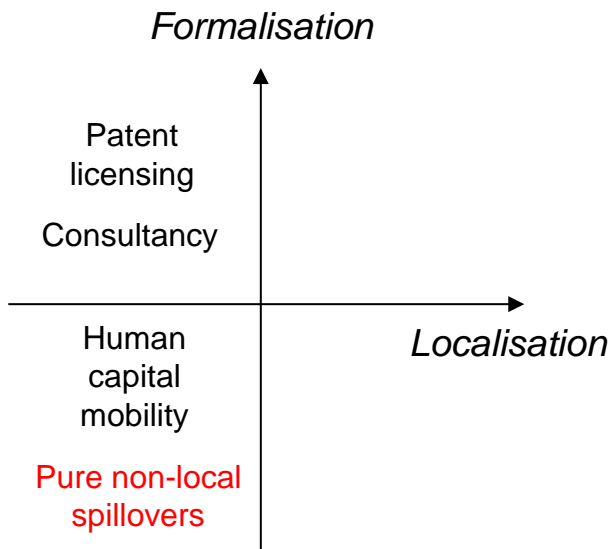 Formalisation
Patent
licensing
Consultancy
Human
capital
mobility
Localisation
Pure non-local
spillovers